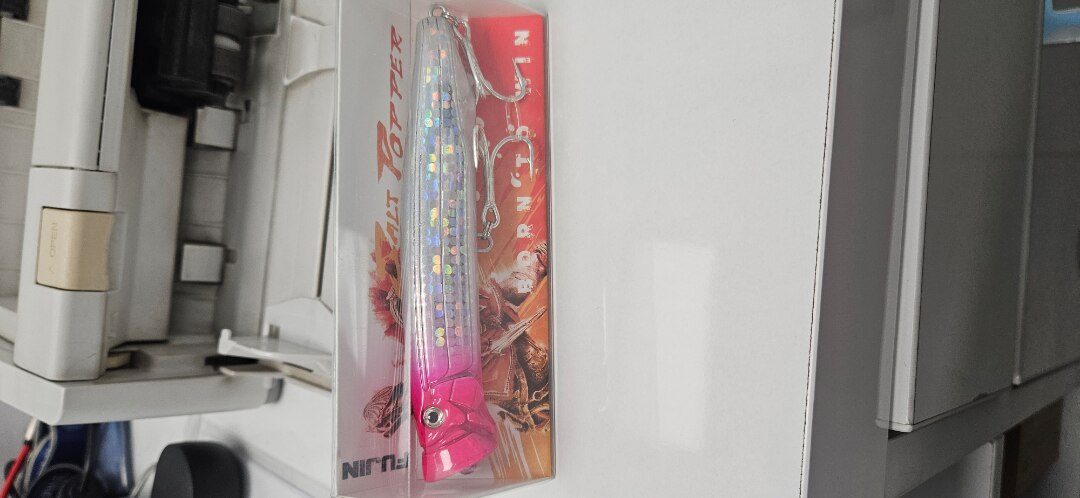 SALT POPPER
BORN TO WIN
FUJIN
OPEN